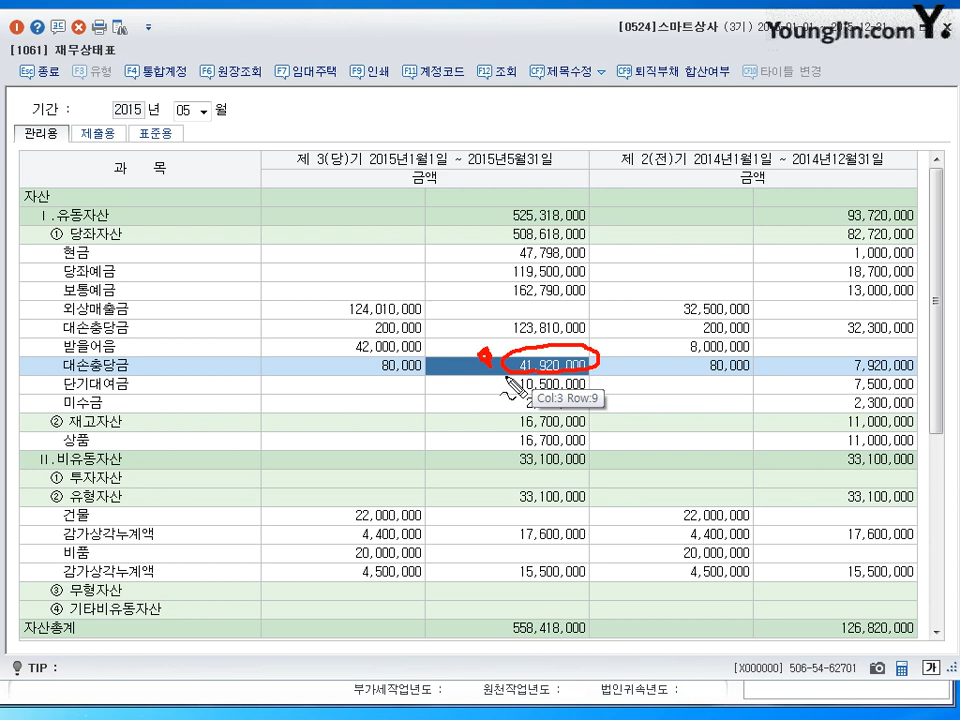 [0524]스마트상사 (3기)
YoungJin.com Y.
[1061] 재무상태표
Esc 종료 F3 유형 F4 통합계정 F6 원장조회 F7 임대주택 F9 인쇄 F11 계정코드 F12 조회 CF7 제목수정 CF9 퇴직부채 합산여부 CF10 타이틀 변경
기간 : 2015 년 05 월
관리용 제출용 표준용
과 목 제 3(당)기 2015년1월1일 ~ 2015년5월31일 제 2(전)기 2014년1월1일 ~ 2014년12월31일
금액 금액
자산
Ⅰ.유동자산 525,318,000 93,720,000
① 당좌자산 508,618,000 82,720,000
현금 47,798,000 1,000,000
당좌예금 119,500,000 18,700,000
보통예금 162,790,000 13,000,000
외상매출금 124,010,000 32,500,000
대손충당금 200,000 123,810,000 200,000 32,300,000
받을어음 42,000,000 8,000,000
대손충당금 80,000 41,920,000 80,000 7,920,000
단기대여금 10,500,000 7,500,000
미수금 2,300,000
Col:3 Row:9
② 재고자산 16,700,000 11,000,000
상품 16,700,000 11,000,000
Ⅱ.비유동자산 33,100,000 33,100,000
① 투자자산
② 유형자산 33,100,000 33,100,000
건물 22,000,000 22,000,000
감가상각누계액 4,400,000 17,600,000 4,400,000 17,600,000
비품 20,000,000 20,000,000
감가상각누계액 4,500,000 15,500,000 4,500,000 15,500,000
③ 무형자산
④ 기타비유동자산
자산총계 558,418,000 126,820,000
TIP : [X000000] 506-54-62701 가
부가세작업년도 : 원천작업년도 : 법인귀속년도 :